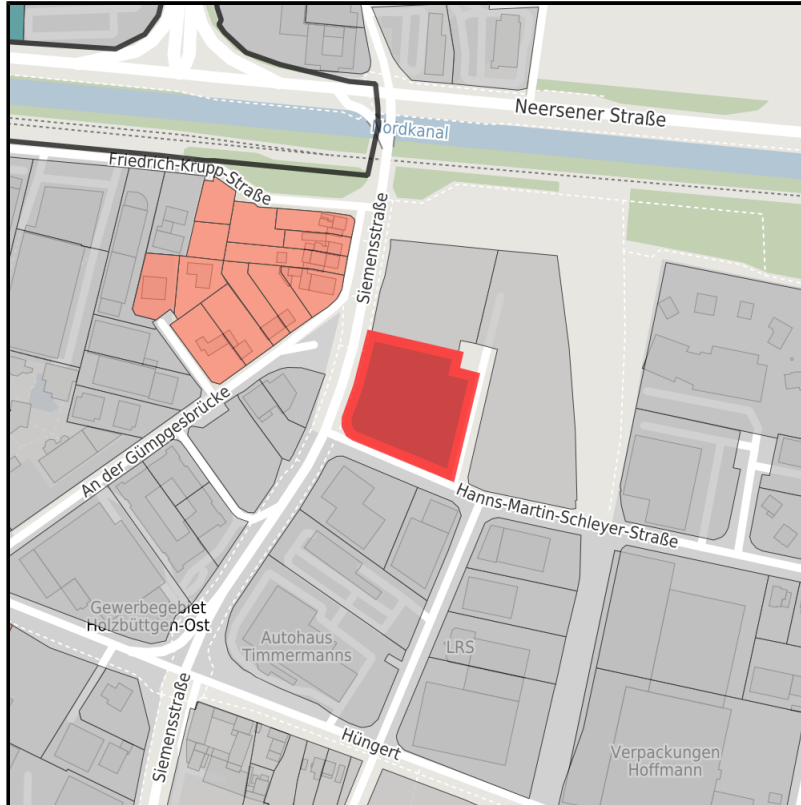 Neersener Straße
Nordkanal
Friedrich-Krupp-Straße
Siemensstraße
An der Gümpgesbrücke
Hanns-Martin-Schleyer-Straße
Gewerbegebiet
Holzbüttgen-Ost
Autohaus
Timmermanns
LRS
Siemensstraße
Hüngert
Verpackungen
Hoffmann